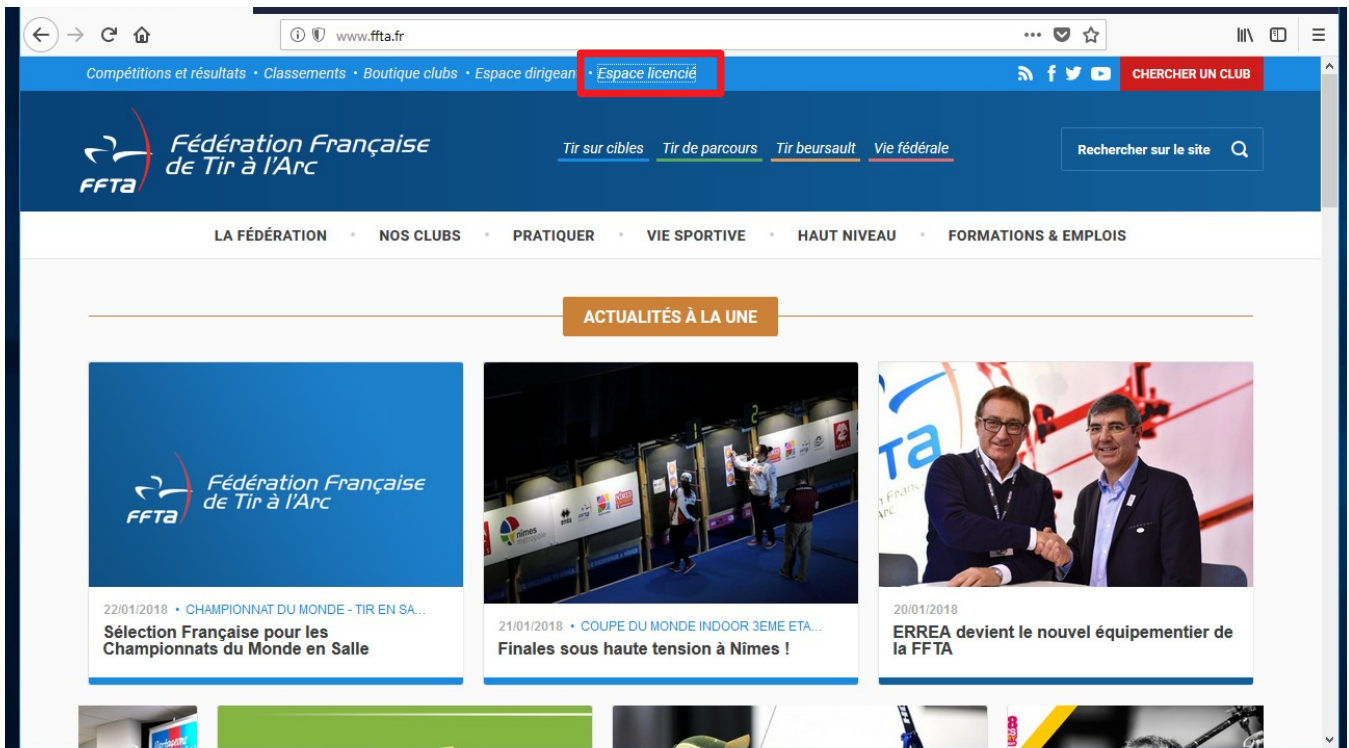 www.ffta.fr
Compétitions et résultats • Classements • Boutique clubs • Espace dirigeant • Espace licencié
CHERCHER UN CLUB
FFTA
Fédération Française
de Tir à l'Arc
Tir sur cibles Tir de parcours Tir beursault Vie fédérale
Rechercher sur le site
LA FÉDÉRATION • NOS CLUBS • PRATIQUER • VIE SPORTIVE • HAUT NIVEAU • FORMATIONS & EMPLOIS
ACTUALITÉS À LA UNE
FFTA
Fédération Française
de Tir à l'Arc
22/01/2018 • CHAMPIONNAT DU MONDE - TIR EN SA...
Sélection Française pour les
Championnats du Monde en Salle
2
nîmes
métropole
21/01/2018 • COUPE DU MONDE INDOOR 3EME ETA...
Finales sous haute tension à Nîmes !
TA
20/01/2018
ERREA devient le nouvel équipementier de
la FFTA